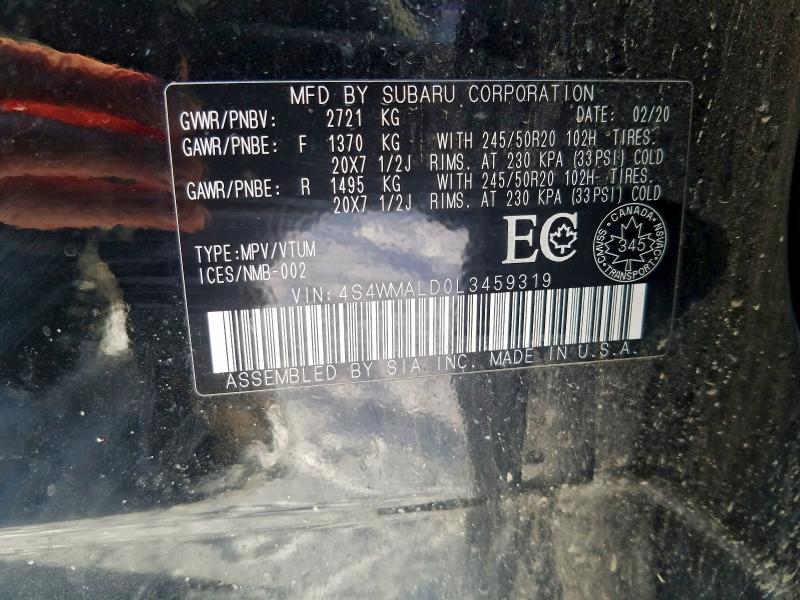 MFD BY SUBARU CORPORATION
GVWR/PNBV: 2721 KG DATE: 02/20
GAWR/PNBE: F 1370 KG WITH 245/50R20 102H TIRES.
20X7 1/2J RIMS. AT 230 KPA (33PSI) COLD
GAWR/PNBE: R 1495 KG WITH 245/50R20 102H TIRES.
20X7 1/2J RIMS. AT 230 KPA (33PSI) COLD
EC
CANADA
345
TRANSPORT
TYPE:MPV/VTUM
ICES/NMB-002
VIN:4S4WMALD0L3459319
ASSEMBLED BY SIA INC. MADE IN U.S.A.